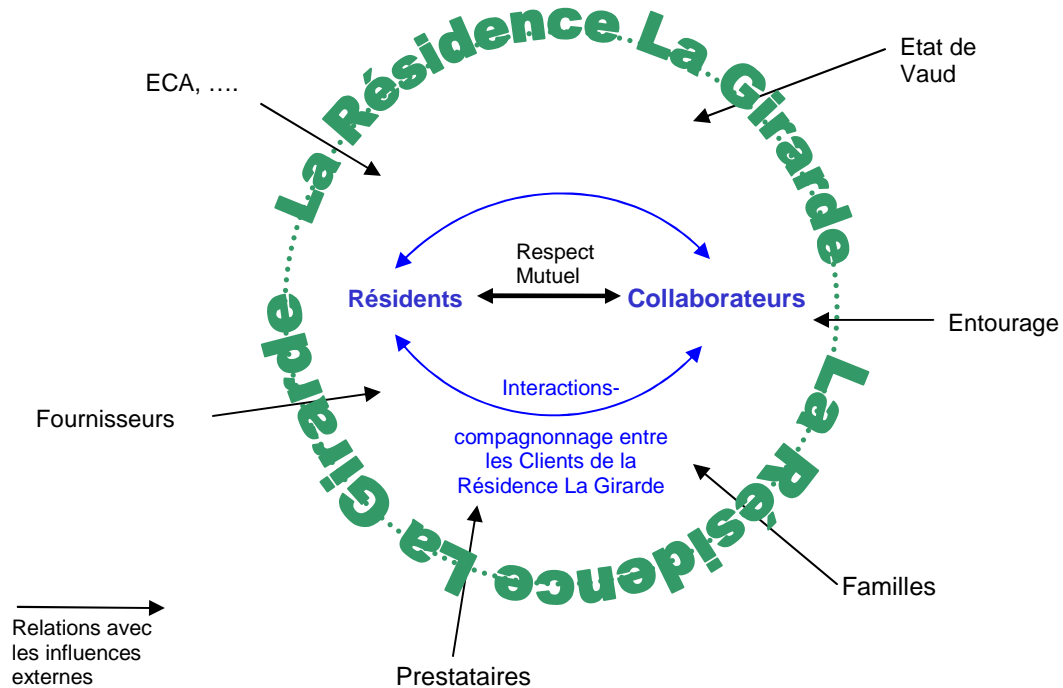 La Résidence La Girarde
La Résidence La Girarde
ECA, ….
Etat de
Vaud
Respect
Mutuel
Résidents
Collaborateurs
Entourage
Interactions-
compagnonnage entre
les Clients de la
Résidence La Girarde
Fournisseurs
Familles
Relations avec
les influences
externes
Prestataires